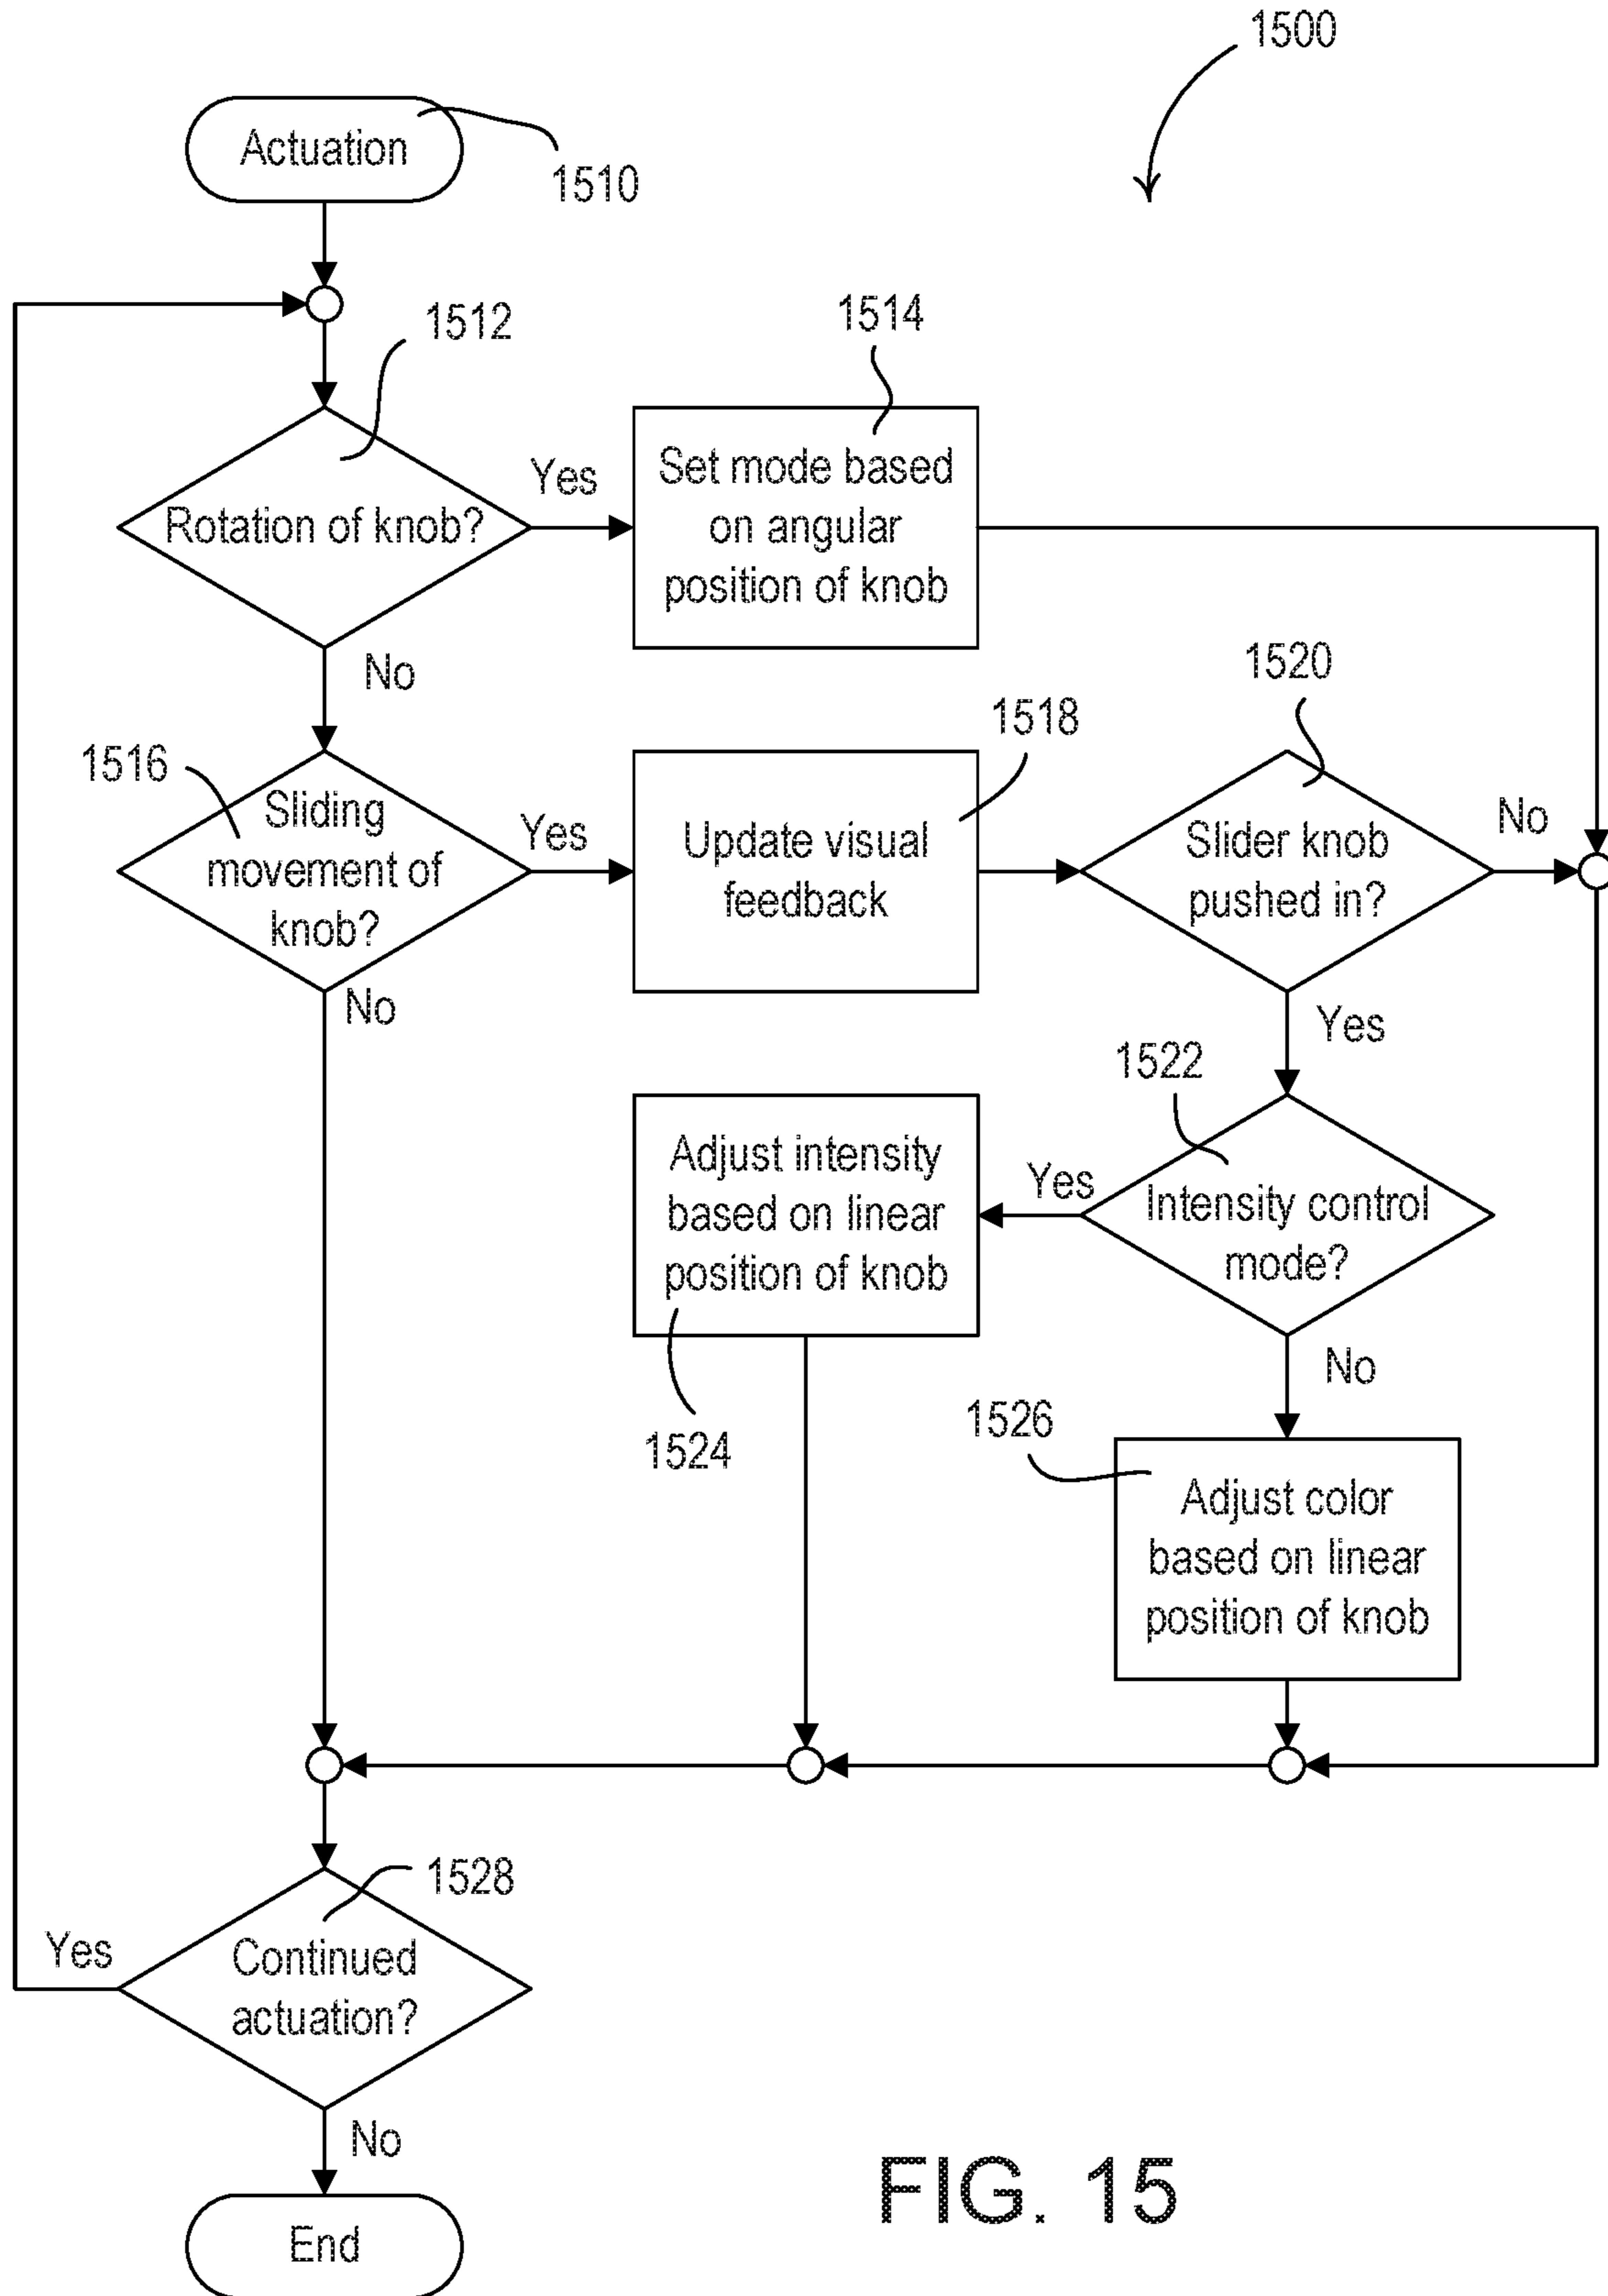 1500
Actuation
1510
1512
1514
Rotation of knob?
Yes
Set mode based
on angular
position of knob
No
1516
Sliding
movement of
knob?
Yes
1518
Update visual
feedback
1520
Slider knob
pushed in?
No
No
Yes
1522
Intensity control
mode?
Yes
Adjust intensity
based on linear
position of knob
1524
No
1526
Adjust color
based on linear
position of knob
1528
Continued
actuation?
Yes
No
End
FIG. 15